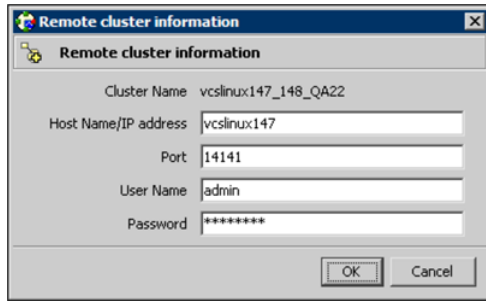 Remote cluster information
Remote cluster information
Cluster Name vcslinux147_148_QA22
Host Name/IP address vcslinux147
Port 14141
User Name admin
Password ********
OK Cancel